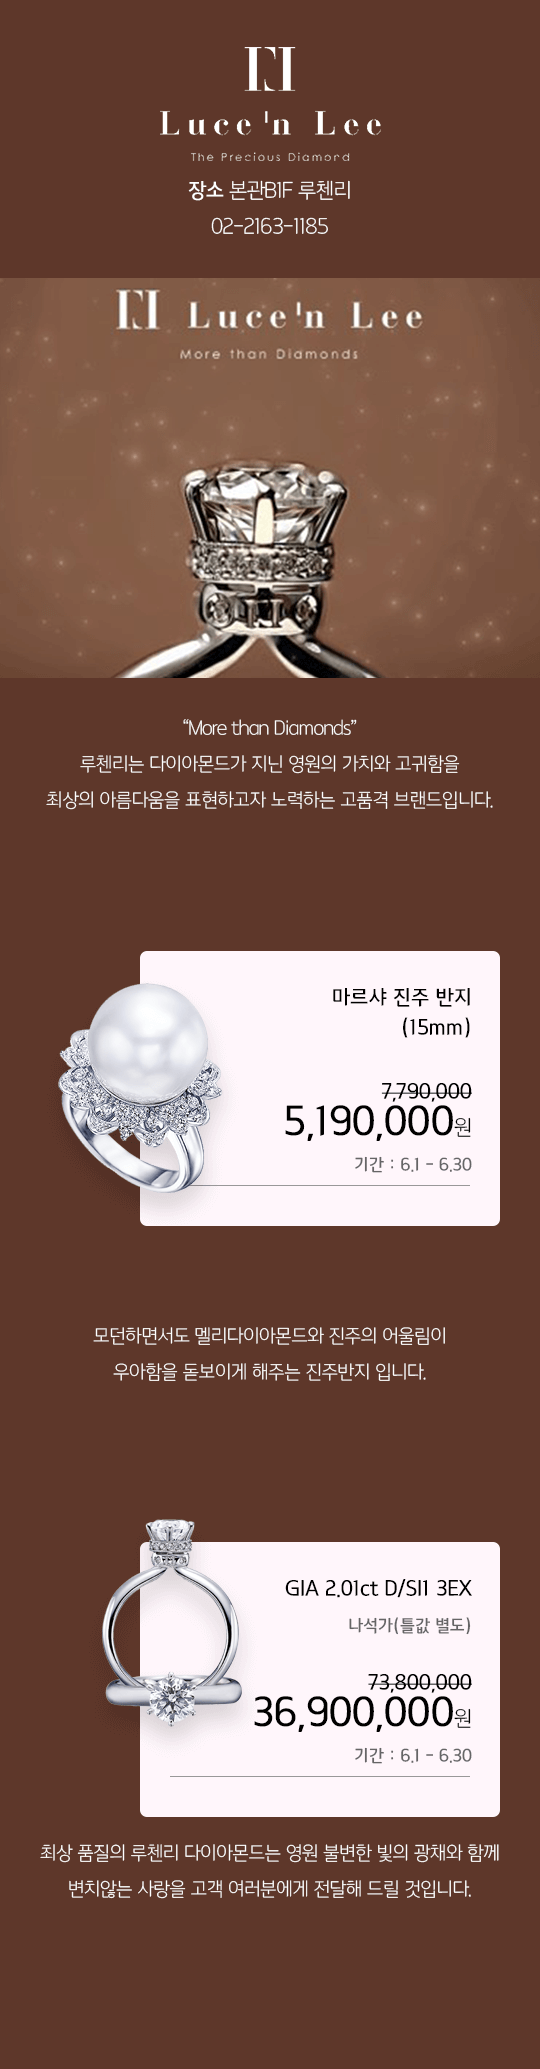 Luce'n Lee
The Precious Diamond
장소 본관B1F 루첸리
02-2163-1185
Luce'n Lee
More than Diamonds
“More than Diamonds”
루첸리는 다이아몬드가 지닌 영원의 가치와 고귀함을
최상의 아름다움을 표현하고자 노력하는 고품격 브랜드입니다.
마르샤 진주 반지
(15mm)
7,790,000
5,190,000원
기간 : 6.1 - 6.30
모던하면서도 멜리다이아몬드와 진주의 어울림이
우아함을 돋보이게 해주는 진주반지 입니다.
GIA 2.01ct D/SI1 3EX
나석가(틀값 별도)
73,800,000
36,900,000원
기간 : 6.1 - 6.30
최상 품질의 루첸리 다이아몬드는 영원 불변한 빛의 광채와 함께
변치않는 사랑을 고객 여러분에게 전달해 드릴 것입니다.